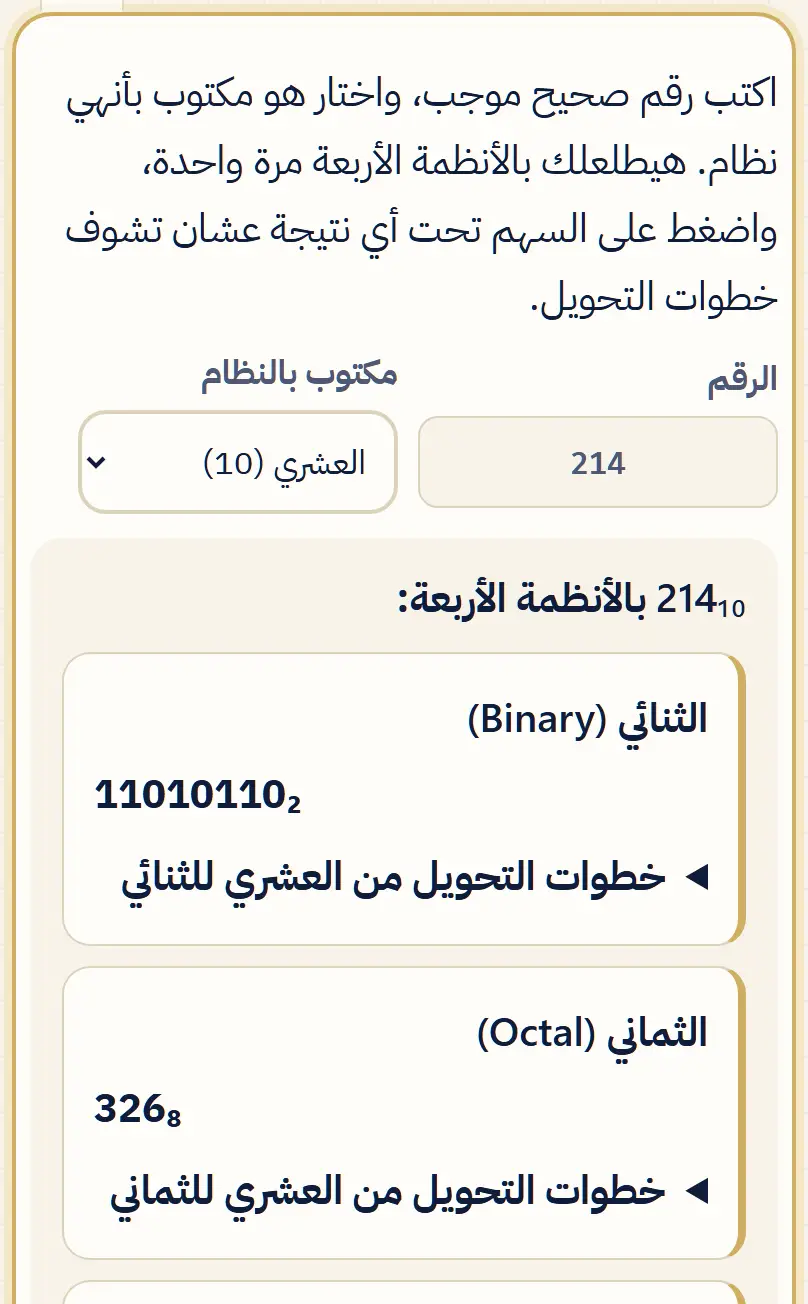 اكتب رقم صحيح موجب، واختار هو مكتوب بأنهي
نظام. هيطلعلك بالأنظمة الأربعة مرة واحدة،
واضغط على السهم تحت أي نتيجة عشان تشوف
خطوات التحويل.
الرقم
مكتوب بالنظام
214
العشري (10)
214₁₀ بالأنظمة الأربعة:
الثنائي (Binary)
11010110₂
◀ خطوات التحويل من العشري للثنائي
الثماني (Octal)
326₈
◀ خطوات التحويل من العشري للثماني